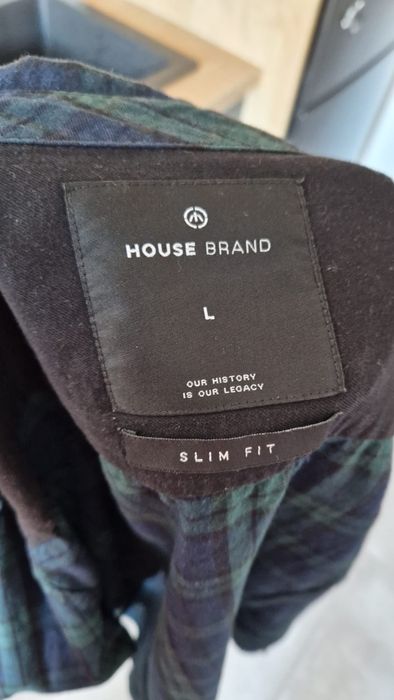 HOUSE BRAND
L
OUR HISTORY
IS OUR LEGACY
SLIM FIT